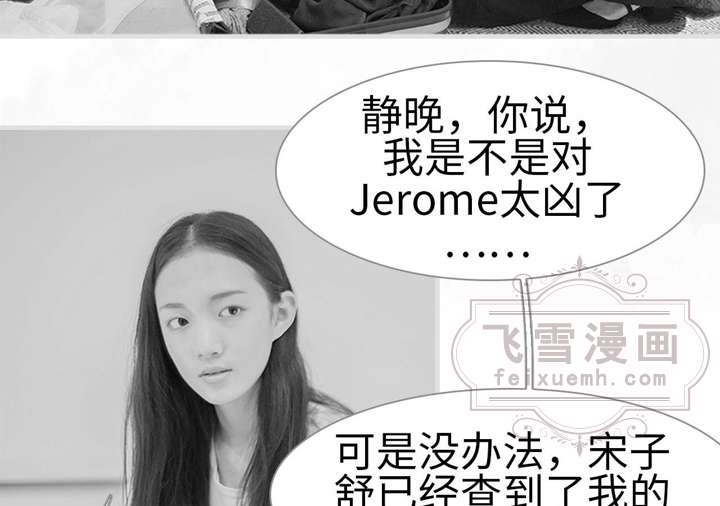 静晚，你说，
我是不是对
Jerome太凶了
……
飞雪漫画
feixuemh.com
可是没办法，宋子
舒已经查到了我的